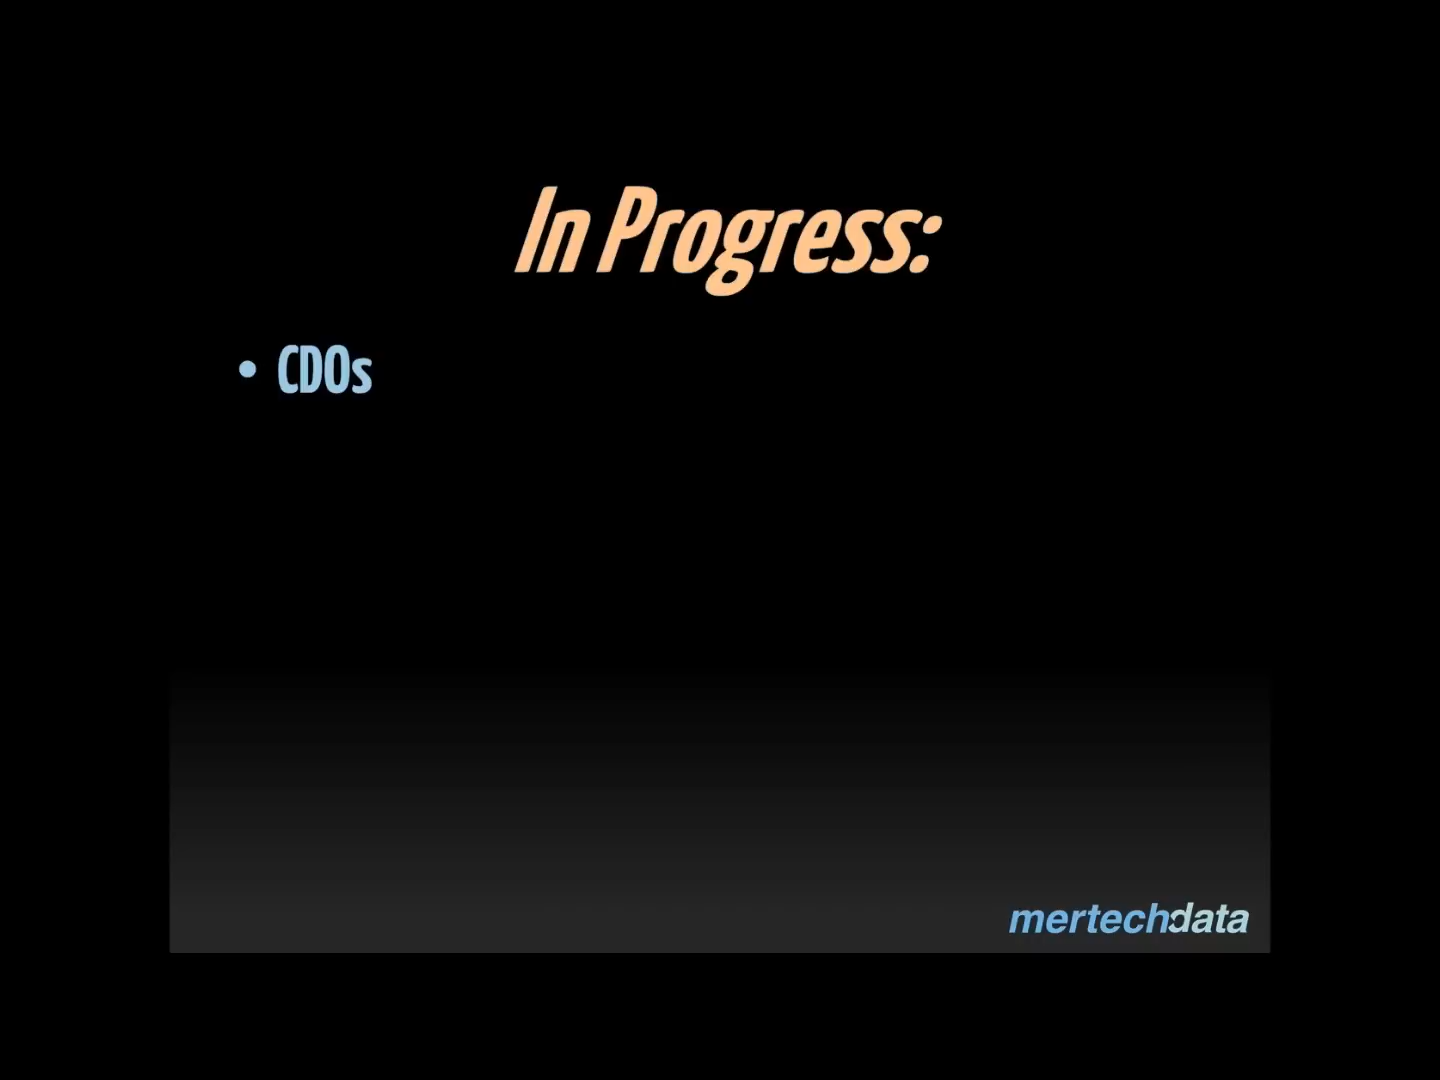 In Progress:
• CDOs
mertechdata